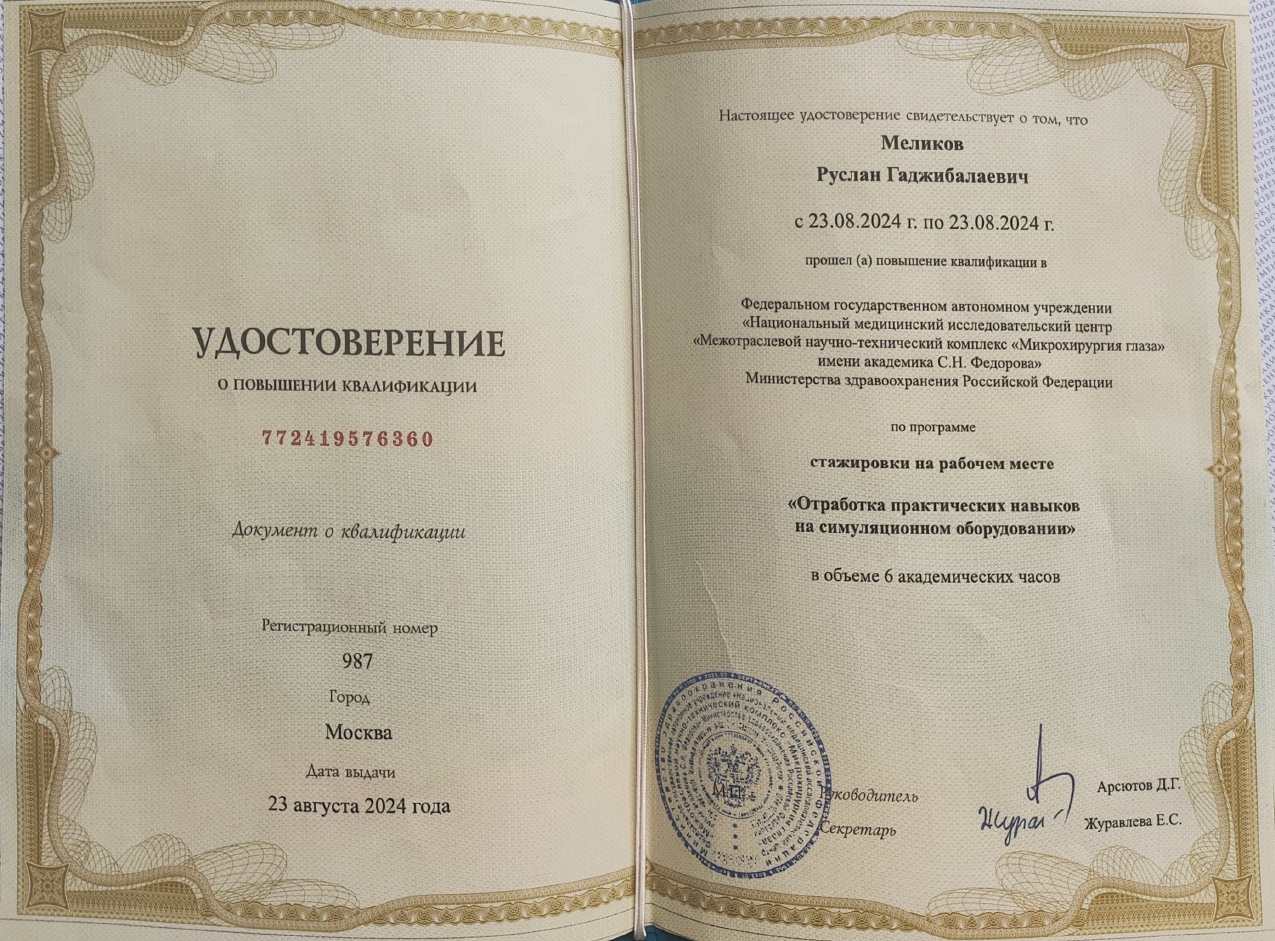 УДОСТОВЕРЕНИЕ
О ПОВЫШЕНИИ КВАЛИФИКАЦИИ
772419576360
Документ о квалификации
Регистрационный номер
987
Город
Москва
Дата выдачи
23 августа 2024 года
Настоящее удостоверение свидетельствует о том, что
Меликов
Руслан Гаджибалаевич
с 23.08.2024 г. по 23.08.2024 г.
прошел (а) повышение квалификации в
Федеральном государственном автономном учреждении
«Национальный медицинский исследовательский центр
«Межотраслевой научно-технический комплекс «Микрохирургия глаза»
имени академика С.Н. Федорова»
Министерства здравоохранения Российской Федерации
по программе
стажировки на рабочем месте
«Отработка практических навыков
на симуляционном оборудовании»
в объеме 6 академических часов
М.П.
Руководитель
Арсютов Д.Г.
Секретарь
Журавлева Е.С.